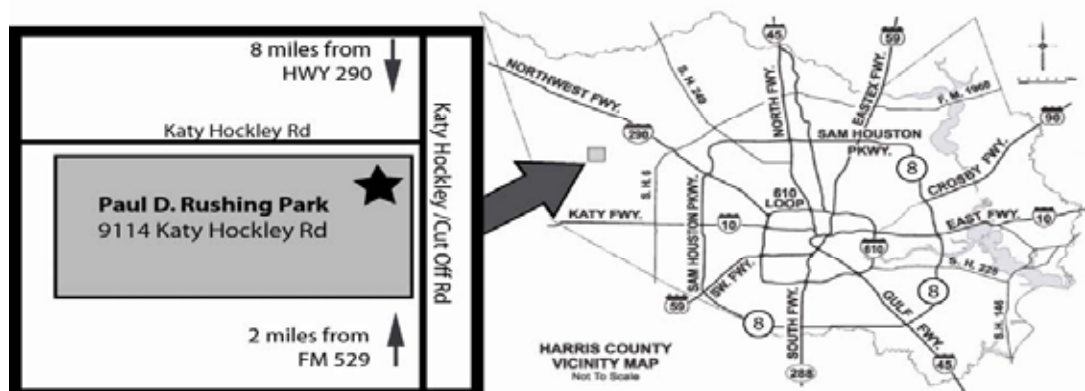 8 miles from
HWY 290
Katy Hockley Rd
Paul D. Rushing Park
9114 Katy Hockley Rd
2 miles from
FM 529
Katy Hockley /Cut Off Rd
45
59
NORTHWEST FWY.
S. H. 249
NORTH FWY.
EASTEX FWY.
F. M. 1960
90
290
SAM HOUSTON
PKWY.
8
CROSBY FWY.
S. H. 6
610
LOOP
KATY FWY.
10
SAM HOUSTON PKWY.
610
EAST FWY.
10
S. H. 225
SW. FWY.
59
8
8
SOUTH FWY.
GULF FWY.
S.H. 146
45
288
HARRIS COUNTY
VICINITY MAP
Not To Scale